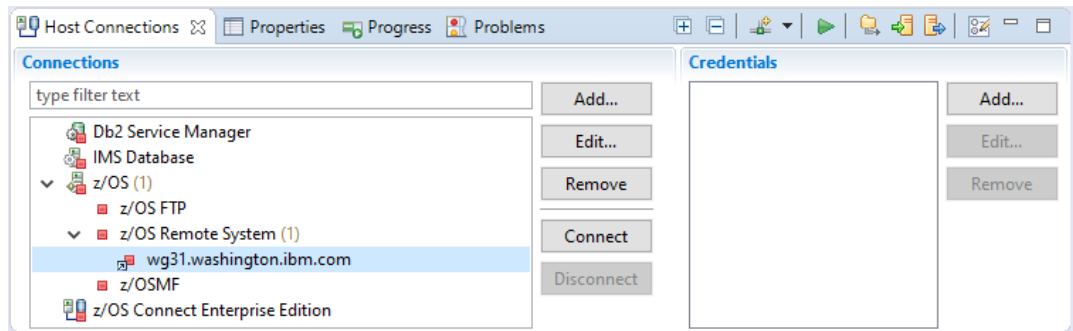 Host Connections Properties Progress Problems
Connections
type filter text
Db2 Service Manager
IMS Database
z/OS (1)
z/OS FTP
z/OS Remote System (1)
wg31.washington.ibm.com
z/OSMF
z/OS Connect Enterprise Edition
Add...
Edit...
Remove
Connect
Disconnect
Credentials
Add...
Edit...
Remove